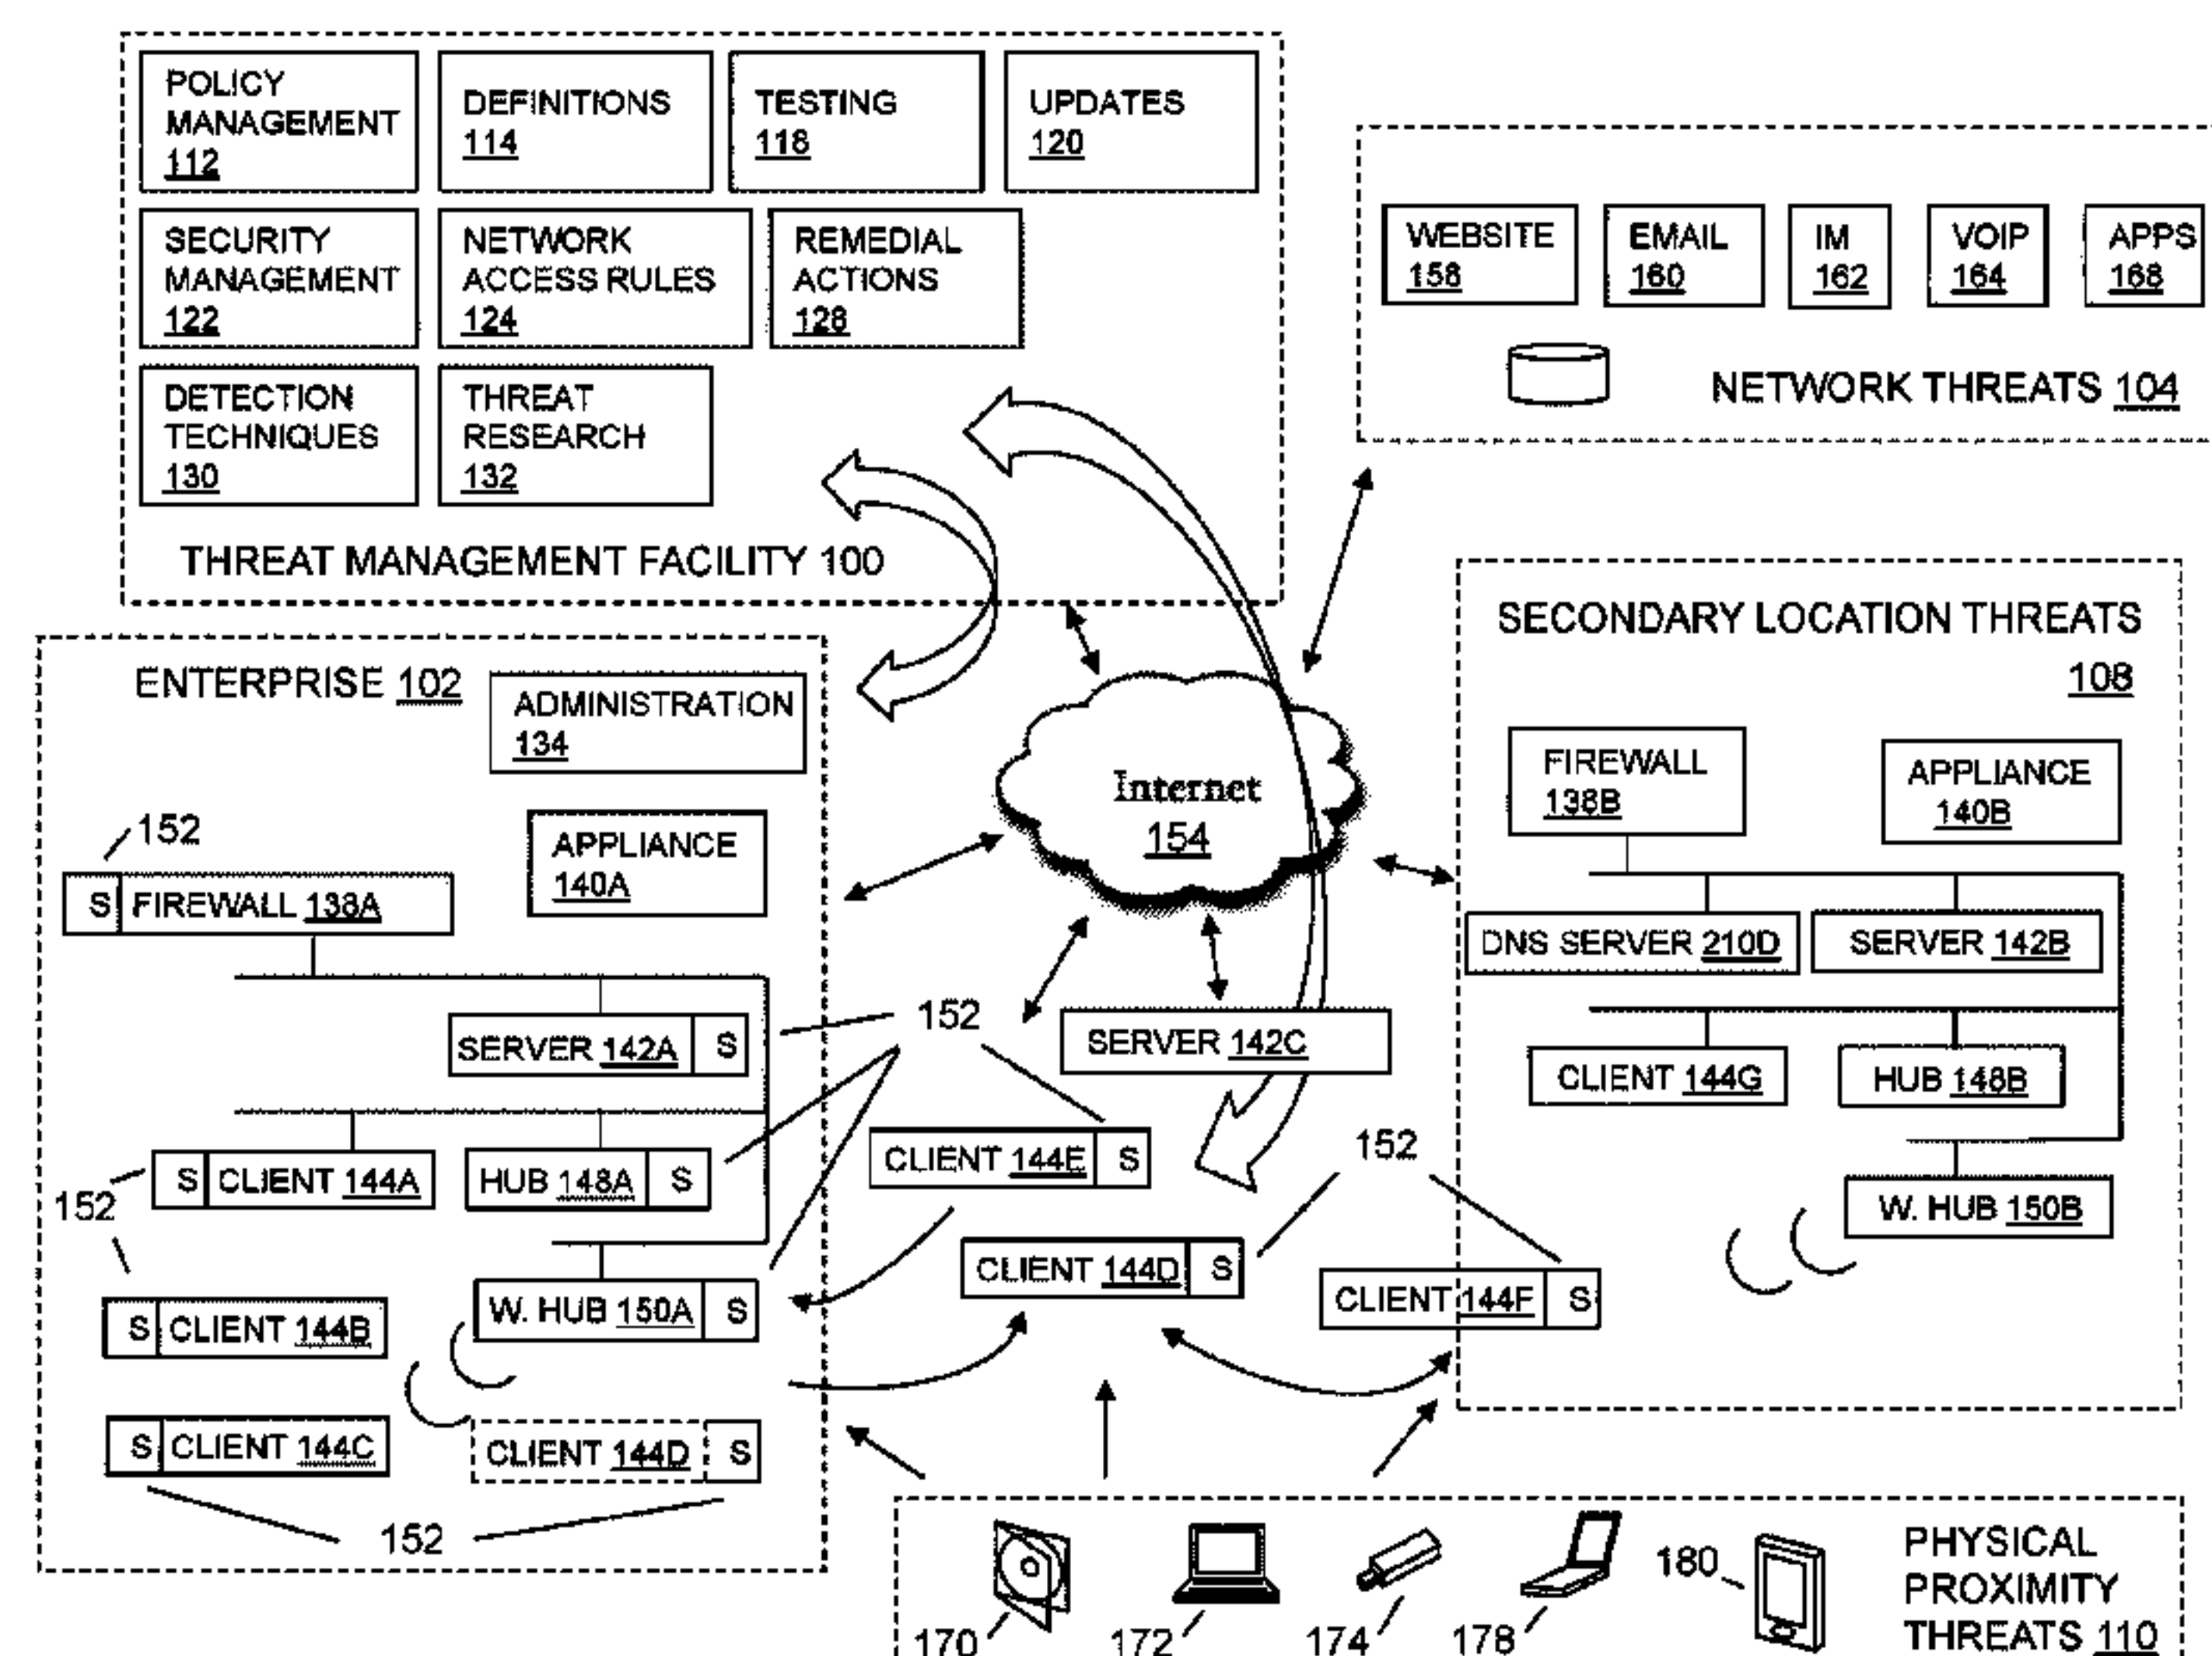 POLICY
MANAGEMENT
112
DEFINITIONS
114
TESTING
118
UPDATES
120
SECURITY
MANAGEMENT
122
NETWORK
ACCESS RULES
124
REMEDIAL
ACTIONS
128
DETECTION
TECHNIQUES
130
THREAT
RESEARCH
132
THREAT MANAGEMENT FACILITY 100
WEBSITE
158
EMAIL
160
IM
162
VOIP
164
APPS
168
NETWORK THREATS 104
ENTERPRISE 102
ADMINISTRATION
134
152
APPLIANCE
140A
S FIREWALL 138A
SERVER 142A S
S CLIENT 144A
HUB 148A S
152
S CLIENT 144B
W. HUB 150A S
S CLIENT 144C
CLIENT 144D S
152
Internet
154
152
SERVER 142C
CLIENT 144E S
152
CLIENT 144D S
CLIENT 144F S
SECONDARY LOCATION THREATS
108
FIREWALL
138B
APPLIANCE
140B
DNS SERVER 210D
SERVER 142B
CLIENT 144G
HUB 148B
W. HUB 150B
170
172
174
178
180
PHYSICAL
PROXIMITY
THREATS 110